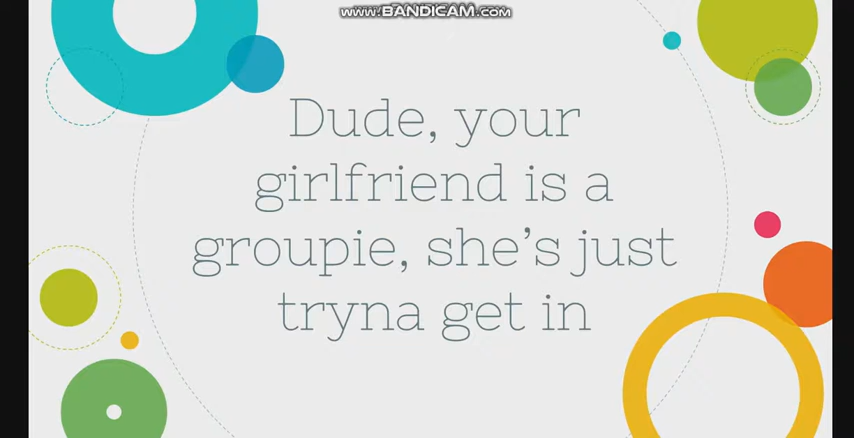 www.BANDICAM.com
Dude, your
girlfriend is a
groupie, she’s just
tryna get in